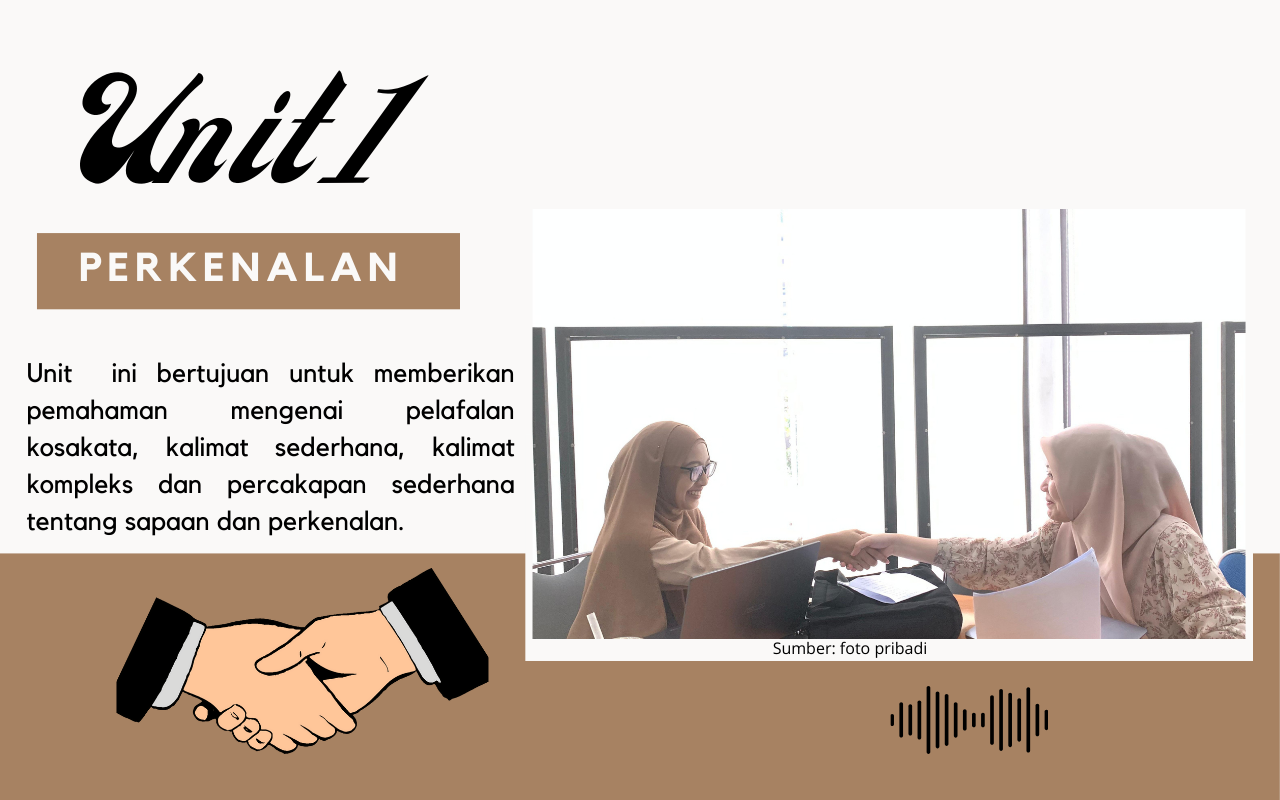 Unit 1
PERKENALAN
Unit ini bertujuan untuk memberikan
pemahaman mengenai pelafalan
kosakata, kalimat sederhana, kalimat
kompleks dan percakapan sederhana
tentang sapaan dan perkenalan.
Sumber: foto pribadi